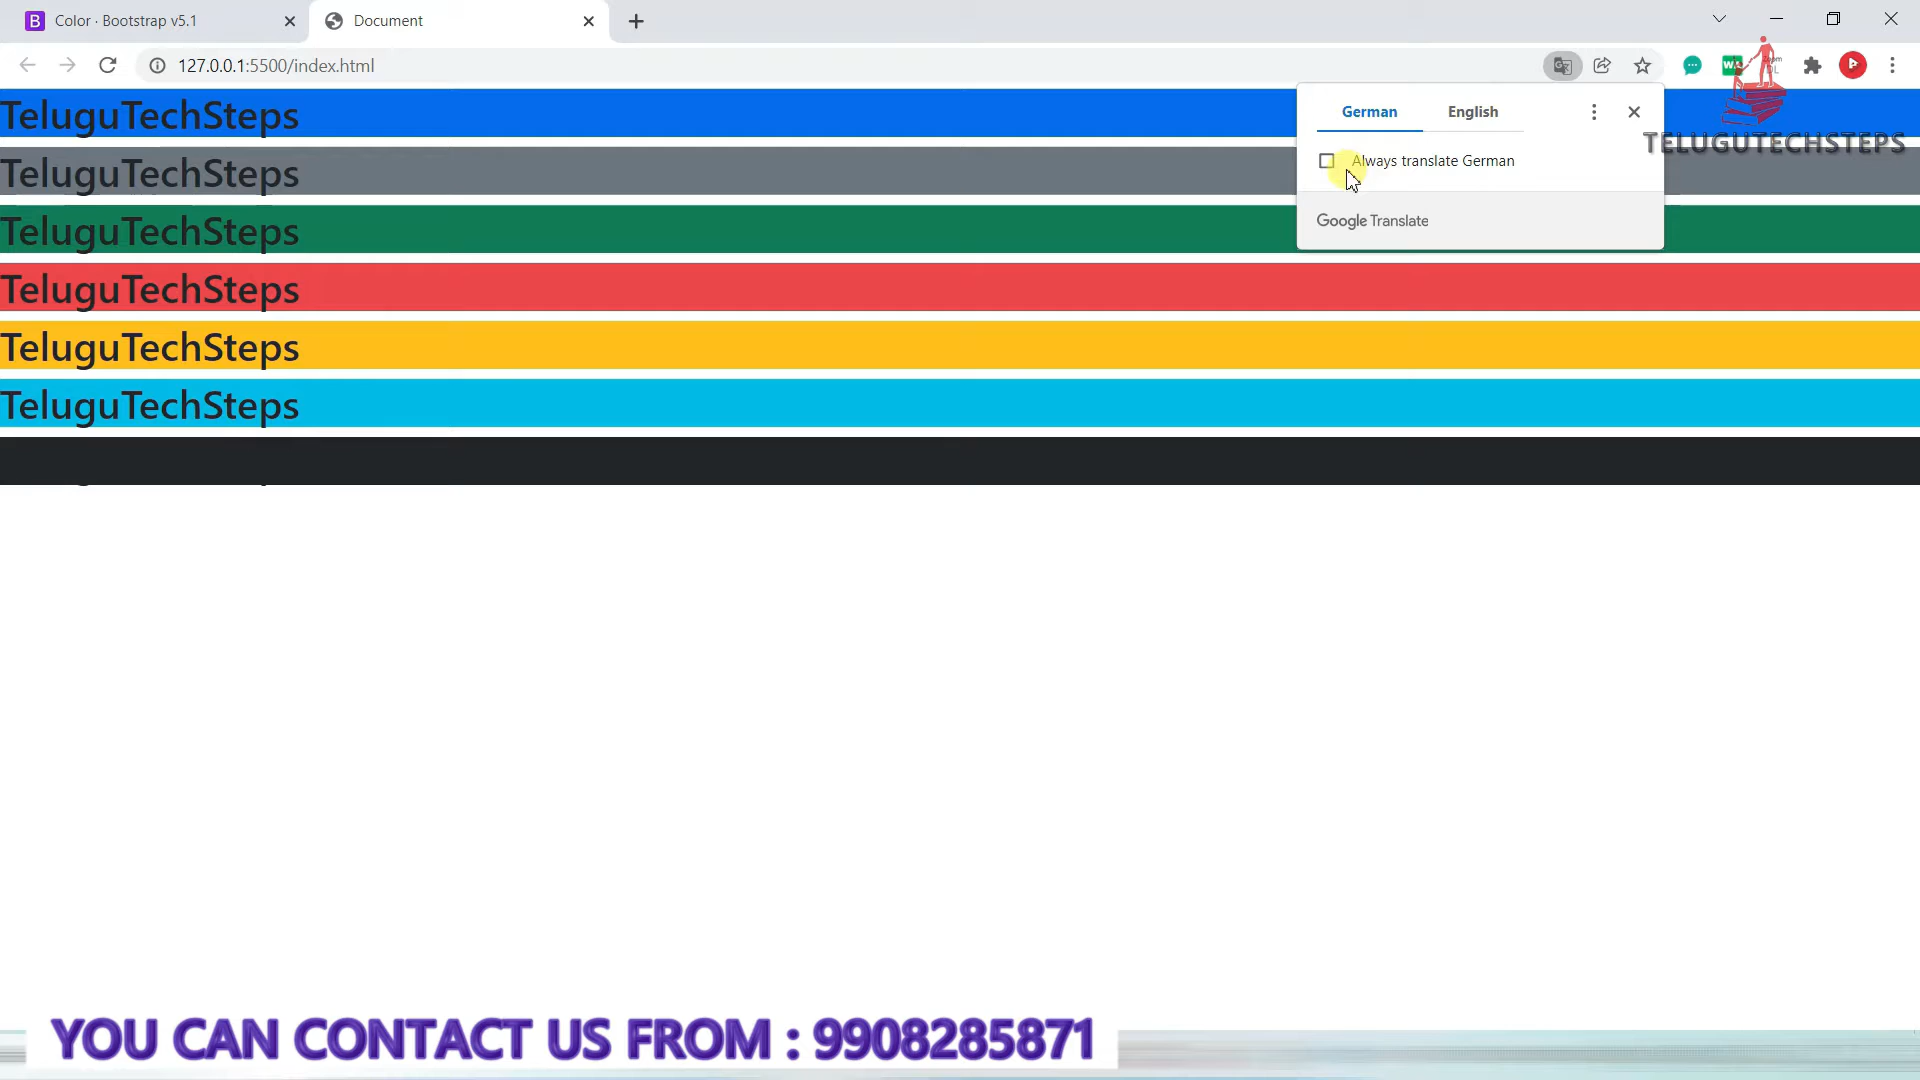 Color · Bootstrap v5.1
Document
127.0.0.1:5500/index.html
German English
Always translate German
Google Translate
TELUGUTECHSTEPS
TeluguTechSteps
TeluguTechSteps
TeluguTechSteps
TeluguTechSteps
TeluguTechSteps
TeluguTechSteps
YOU CAN CONTACT US FROM : 9908285871